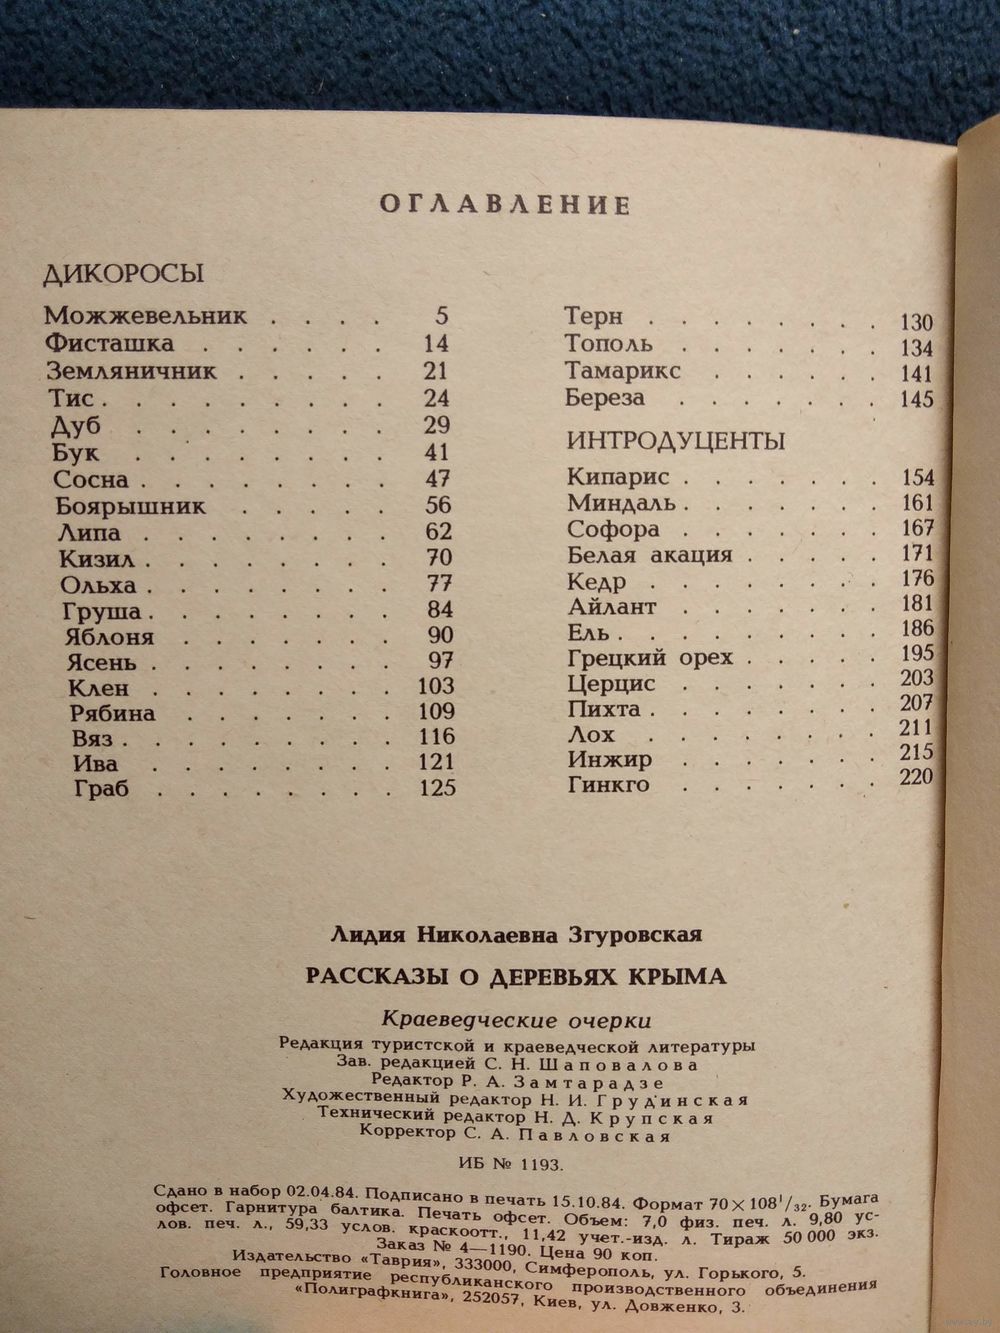 ОГЛАВЛЕНИЕ
ДИКОРОСЫ
Можжевельник . . . . 5
Фисташка . . . . . . 14
Земляничник . . . . . 21
Тис . . . . . . . . . 24
Дуб . . . . . . . . 29
Бук . . . . . . . . 41
Сосна . . . . . . . . 47
Боярышник . . . . . 56
Липа . . . . . . . . 62
Кизил . . . . . . . . 70
Ольха . . . . . . . . 77
Груша . . . . . . . . 84
Яблоня . . . . . . . 90
Ясень . . . . . . . . 97
Клен . . . . . . . . 103
Рябина . . . . . . . 109
Вяз . . . . . . . . . 116
Ива . . . . . . . . 121
Граб . . . . . . . . 125
Терн . . . . . . . . 130
Тополь . . . . . . . 134
Тамарикс . . . . . . 141
Береза . . . . . . . 145
ИНТРОДУЦЕНТЫ
Кипарис . . . . . . . 154
Миндаль . . . . . . . 161
Софора . . . . . . . 167
Белая акация . . . . . 171
Кедр . . . . . . . . 176
Айлант . . . . . . . 181
Ель . . . . . . . . . 186
Грецкий орех . . . . . 195
Церцис . . . . . . . 203
Пихта . . . . . . . . 207
Лох . . . . . . . . 211
Инжир . . . . . . . 215
Гинкго . . . . . . . 220
Лидия Николаевна Згуровская
РАССКАЗЫ О ДЕРЕВЬЯХ КРЫМА
Краеведческие очерки
Редакция туристской и краеведческой литературы
Зав. редакцией С. Н. Шаповалова
Редактор Р. А. Замтарадзе
Художественный редактор Н. И. Грудинская
Технический редактор Н. Д. Крупская
Корректор С. А. Павловская
ИБ № 1193.
Сдано в набор 02.04.84. Подписано в печать 15.10.84. Формат 70×108¹/₃₂. Бумага
офсет. Гарнитура балтика. Печать офсет. Объем: 7,0 физ. печ. л. 9,80 ус-
лов. печ. л., 59,33 услов. краскоотт., 11,42 учет.-изд. л. Тираж 50 000 экз.
Заказ № 4—1190. Цена 90 коп.
Издательство «Таврия», 333000, Симферополь, ул. Горького, 5.
Головное предприятие республиканского производственного объединения
«Полиграфкнига», 252057, Киев, ул. Довженко, 3.